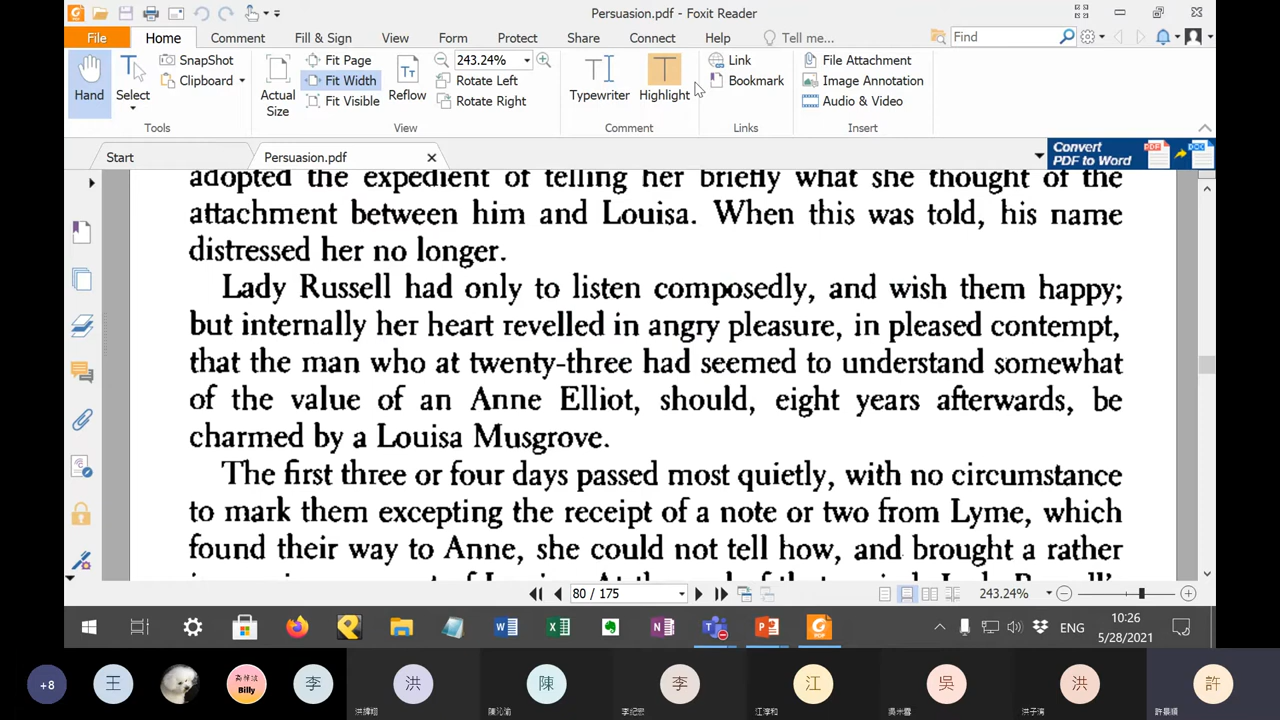 Persuasion.pdf - Foxit Reader
File Home Comment Fill & Sign View Form Protect Share Connect Help Tell me... Find
SnapShot Fit Page 243.24% Link File Attachment
Clipboard Fit Width Rotate Left Bookmark Image Annotation
Hand Select Actual Size Fit Visible Reflow Rotate Right Typewriter Highlight Audio & Video
Tools View Comment Links Insert
Start Persuasion.pdf
Convert
PDF to Word
adopted the expedient of telling her briefly what she thought of the
attachment between him and Louisa. When this was told, his name
distressed her no longer.
Lady Russell had only to listen composedly, and wish them happy;
but internally her heart revelled in angry pleasure, in pleased contempt,
that the man who at twenty-three had seemed to understand somewhat
of the value of an Anne Elliot, should, eight years afterwards, be
charmed by a Louisa Musgrove.
The first three or four days passed most quietly, with no circumstance
to mark them excepting the receipt of a note or two from Lyme, which
found their way to Anne, she could not tell how, and brought a rather
80 / 175 243.24%
ENG 10:26
5/28/2021
+8 王 Billy 李 洪 陳 李 江 吳 洪 許